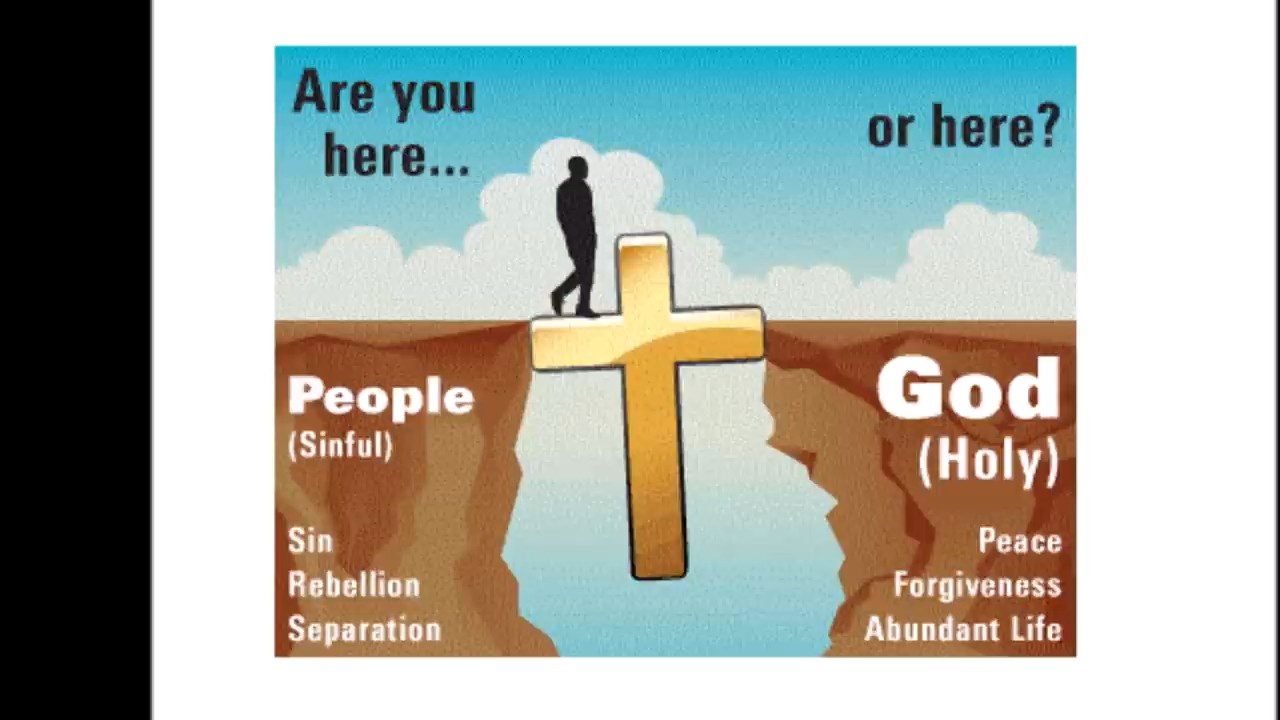 Are you
here...
or here?
People
(Sinful)
Sin
Rebellion
Separation
God
(Holy)
Peace
Forgiveness
Abundant Life